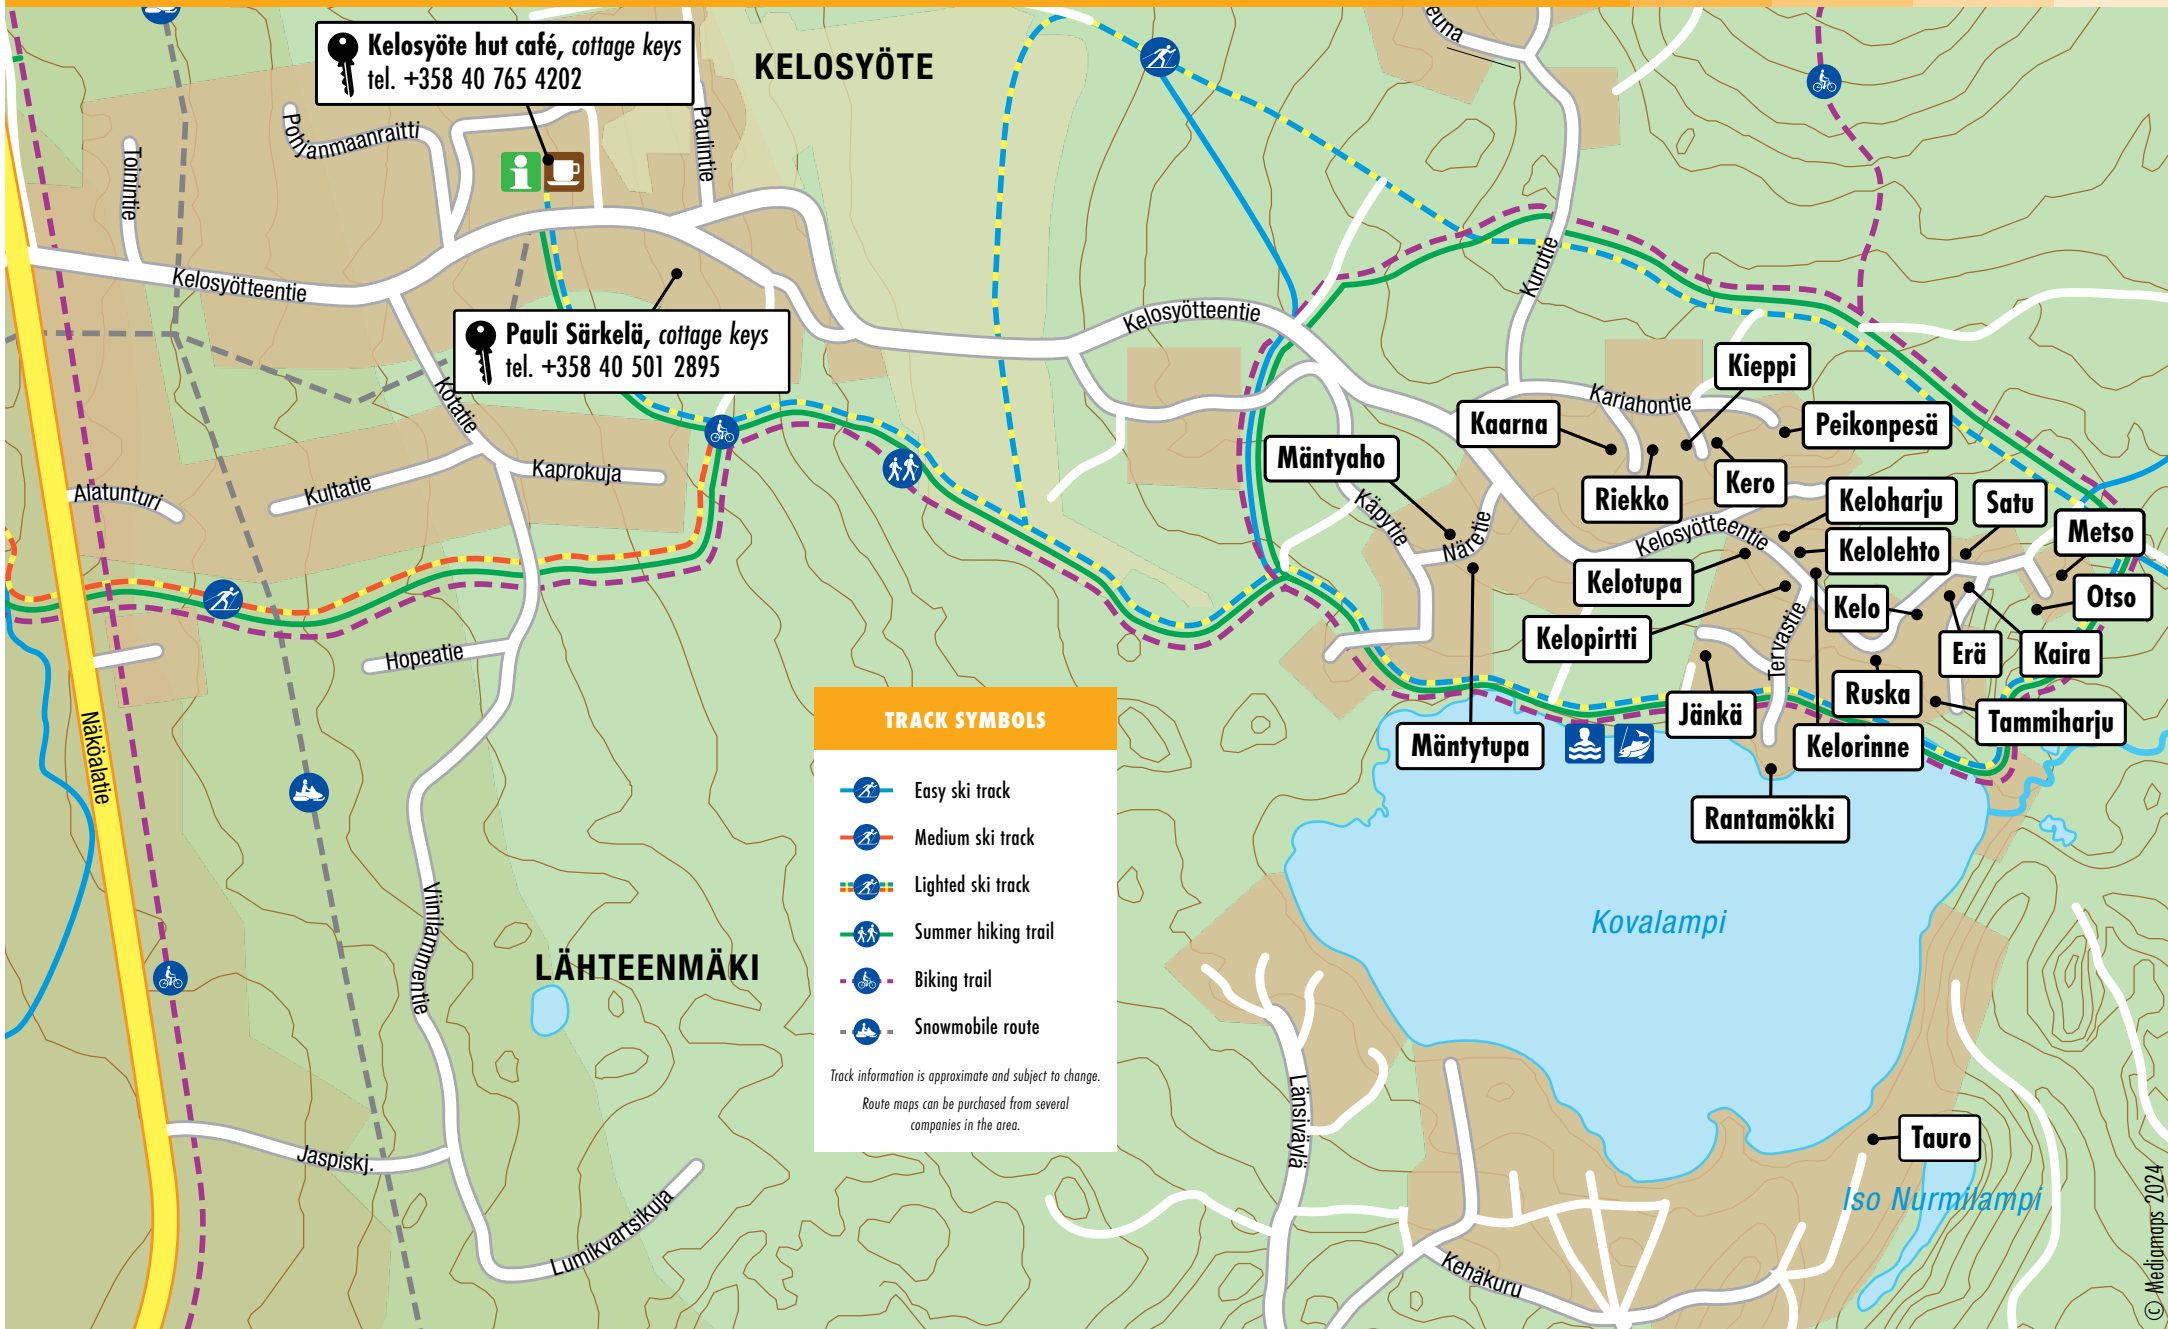 Kelosyöte hut café, cottage keys
tel. +358 40 765 4202
KELOSYÖTE
euna
Pohjanmaanraitti
Paulintie
Toinintie
Kelosyötteentie
Kurutie
Pauli Särkelä, cottage keys
tel. +358 40 501 2895
Kelosyötteentie
Kotatie
Kieppi
Kariahontie
Kaarna
Peikonpesä
Mäntyaho
Kaprokuja
Kultatie
Alatunturi
Riekko
Kero
Keloharju
Satu
Käpytie
Näretie
Kelosyötteentie
Metso
Kelolehto
Kelotupa
Otso
Kelo
Tervastie
Kelopirtti
Erä
Kaira
Hopeatie
Ruska
Jänkä
Tammiharju
Mäntytupa
Kelorinne
Näköalatie
Rantamökki
TRACK SYMBOLS
Easy ski track
Medium ski track
Lighted ski track
Summer hiking trail
Biking trail
Snowmobile route
Track information is approximate and subject to change.
Route maps can be purchased from several
companies in the area.
Viinilammentie
LÄHTEENMÄKI
Kovalampi
Länsiväylä
Tauro
Jaspiskj.
Iso Nurmilampi
Lumikvartsikuja
Kehäkuru
© Mediamaps 2024